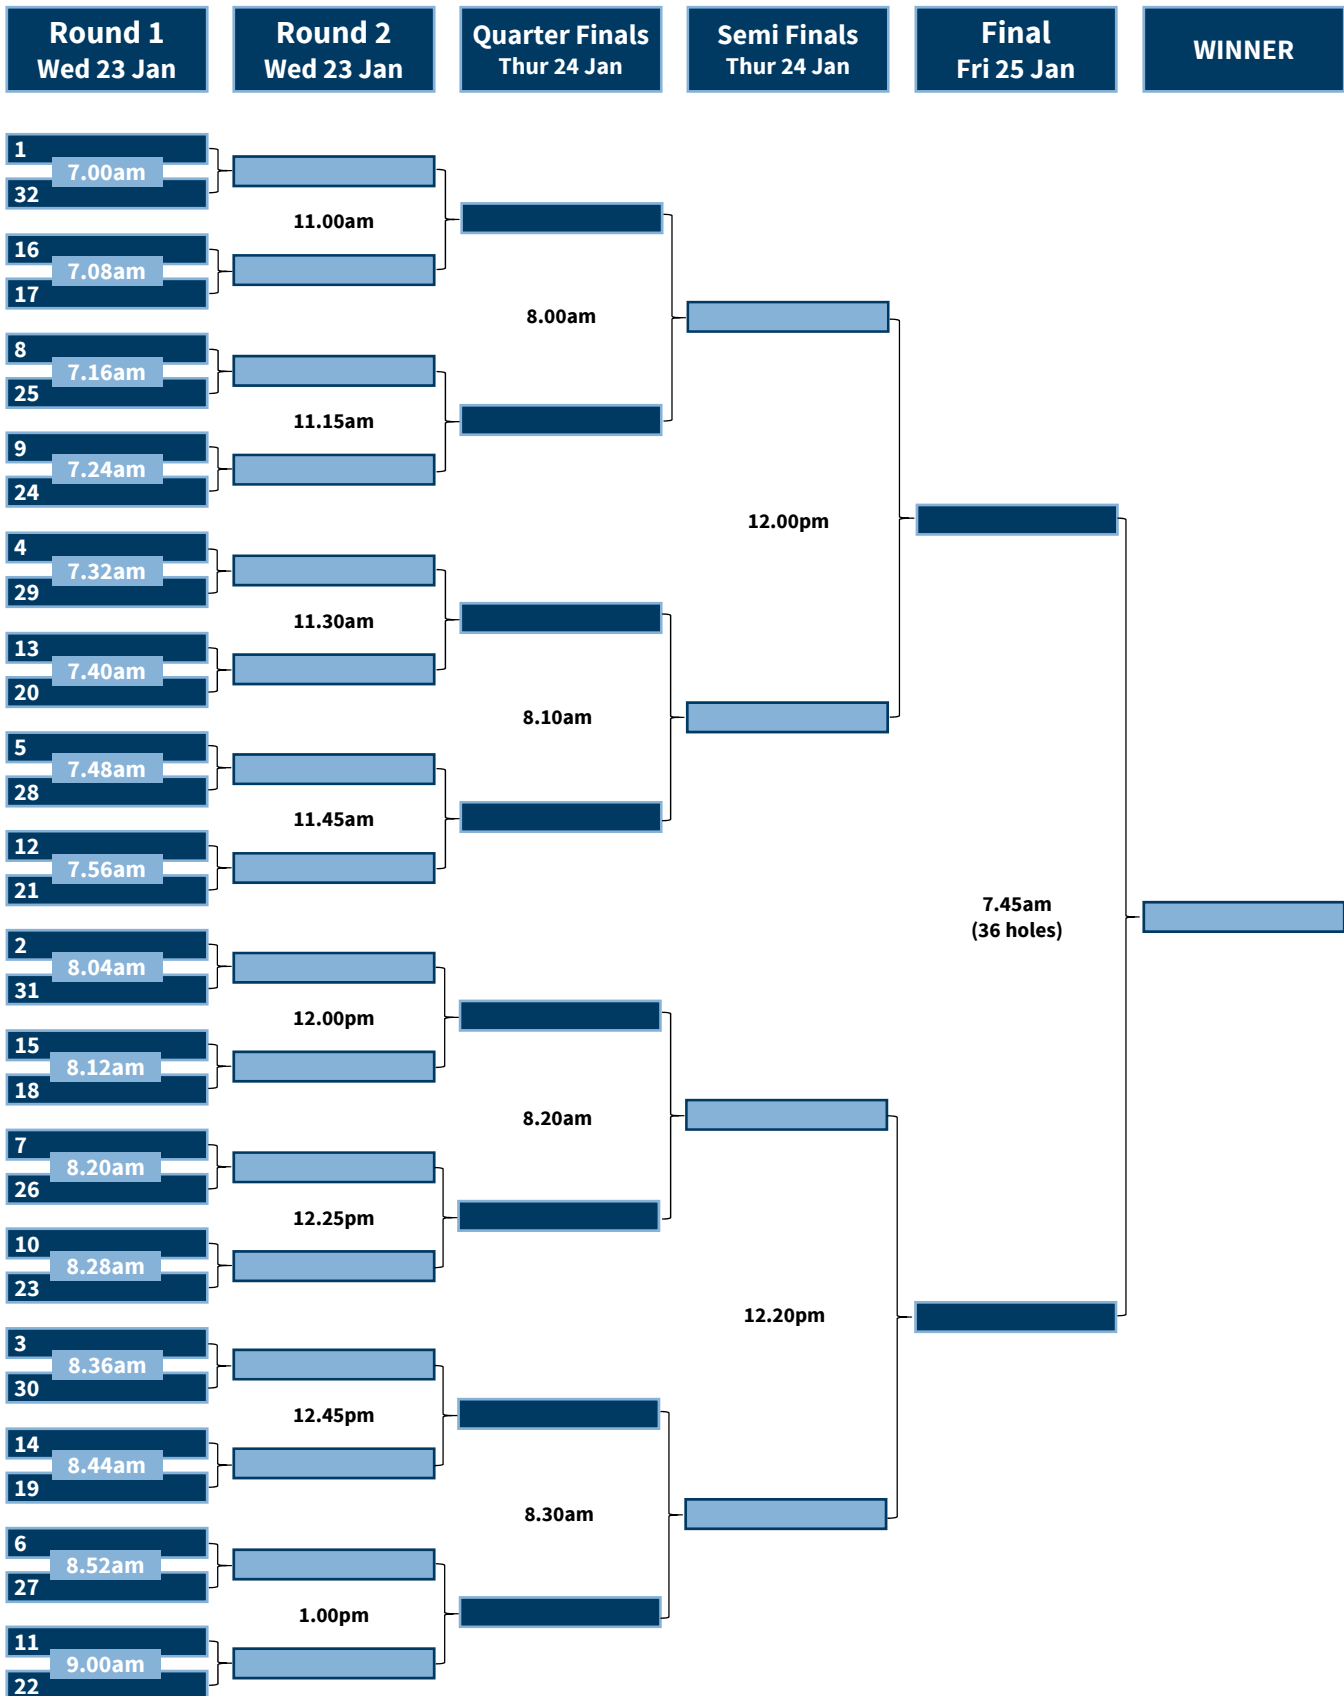 Round 1
Wed 23 Jan
Round 2
Wed 23 Jan
Quarter Finals
Thur 24 Jan
Semi Finals
Thur 24 Jan
Final
Fri 25 Jan
WINNER
1
7.00am
32
16
7.08am
17
8
7.16am
25
9
7.24am
24
4
7.32am
29
13
7.40am
20
5
7.48am
28
12
7.56am
21
2
8.04am
31
15
8.12am
18
7
8.20am
26
10
8.28am
23
3
8.36am
30
14
8.44am
19
6
8.52am
27
11
9.00am
22
11.00am
11.15am
11.30am
11.45am
12.00pm
12.25pm
12.45pm
1.00pm
8.00am
8.10am
8.20am
8.30am
12.00pm
12.20pm
7.45am
(36 holes)